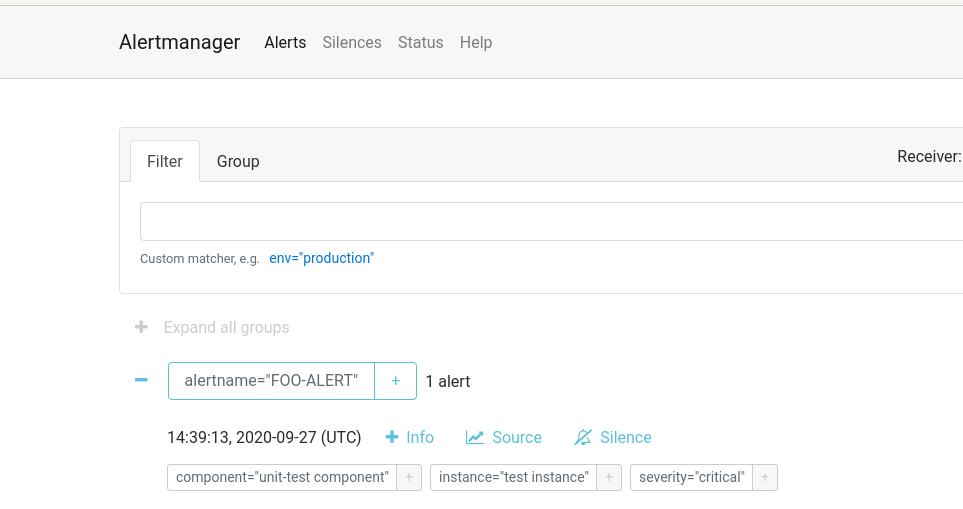 Alertmanager Alerts Silences Status Help
Filter Group Receiver:
Custom matcher, e.g. env="production"
+ Expand all groups
− alertname="FOO-ALERT" + 1 alert
14:39:13, 2020-09-27 (UTC) + Info Source Silence
component="unit-test component" + instance="test instance" + severity="critical" +